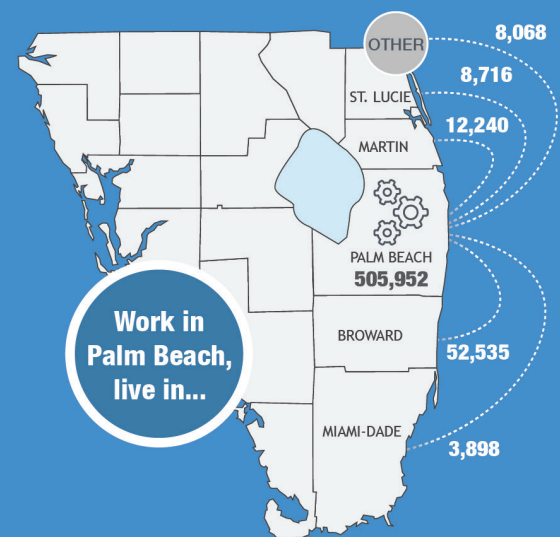 OTHER
8,068
8,716
ST. LUCIE
12,240
MARTIN
PALM BEACH
505,952
Work in
Palm Beach,
live in...
BROWARD
52,535
MIAMI-DADE
3,898